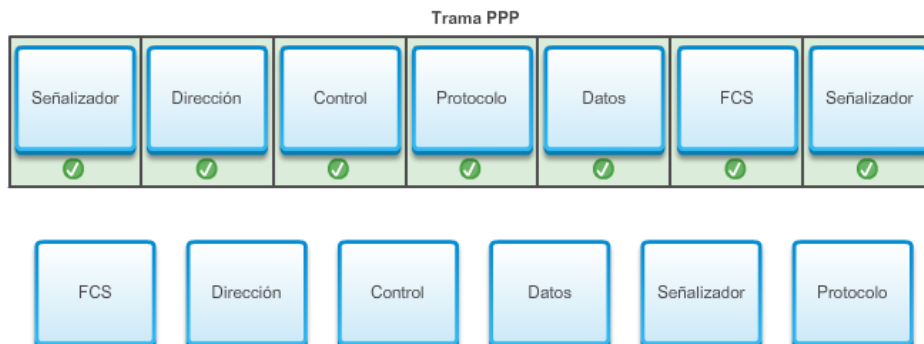 Trama PPP
Señalizador Dirección Control Protocolo Datos FCS Señalizador
FCS Dirección Control Datos Señalizador Protocolo